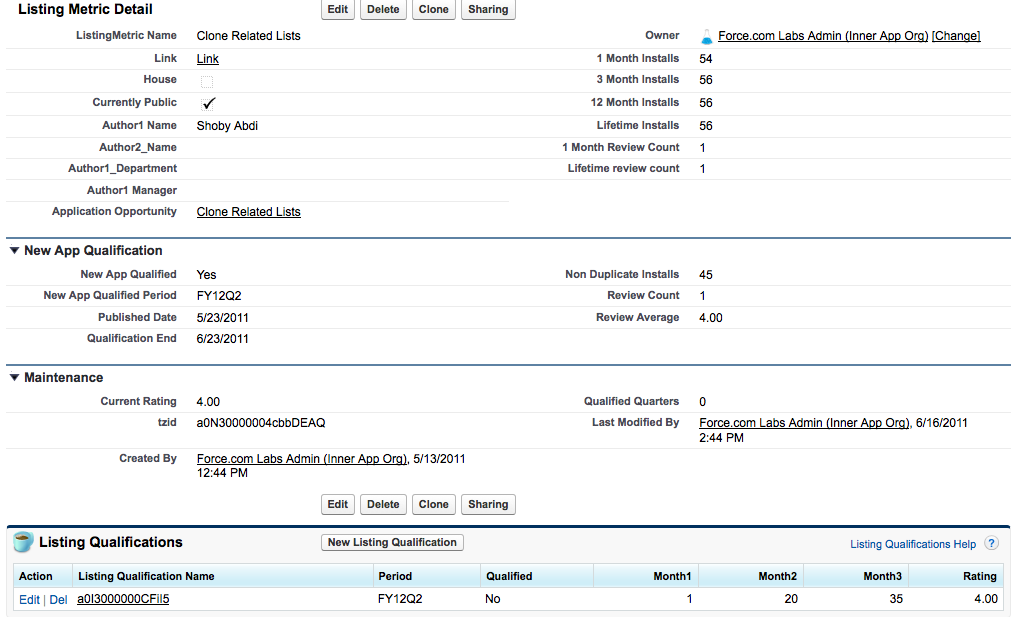 Listing Metric Detail Edit Delete Clone Sharing
ListingMetric Name Clone Related Lists Owner Force.com Labs Admin (Inner App Org) [Change]
Link Link 1 Month Installs 54
House 3 Month Installs 56
Currently Public 12 Month Installs 56
Author1 Name Shoby Abdi Lifetime Installs 56
Author2_Name 1 Month Review Count 1
Author1_Department Lifetime review count 1
Author1 Manager
Application Opportunity Clone Related Lists
New App Qualification
New App Qualified Yes Non Duplicate Installs 45
New App Qualified Period FY12Q2 Review Count 1
Published Date 5/23/2011 Review Average 4.00
Qualification End 6/23/2011
Maintenance
Current Rating 4.00 Qualified Quarters 0
tzid a0N30000004cbbDEAQ Last Modified By Force.com Labs Admin (Inner App Org), 6/16/2011
2:44 PM
Created By Force.com Labs Admin (Inner App Org), 5/13/2011
12:44 PM
Edit Delete Clone Sharing
Listing Qualifications New Listing Qualification Listing Qualifications Help ?
Action Listing Qualification Name Period Qualified Month1 Month2 Month3 Rating
Edit | Del a0I3000000CFiI5 FY12Q2 No 1 20 35 4.00